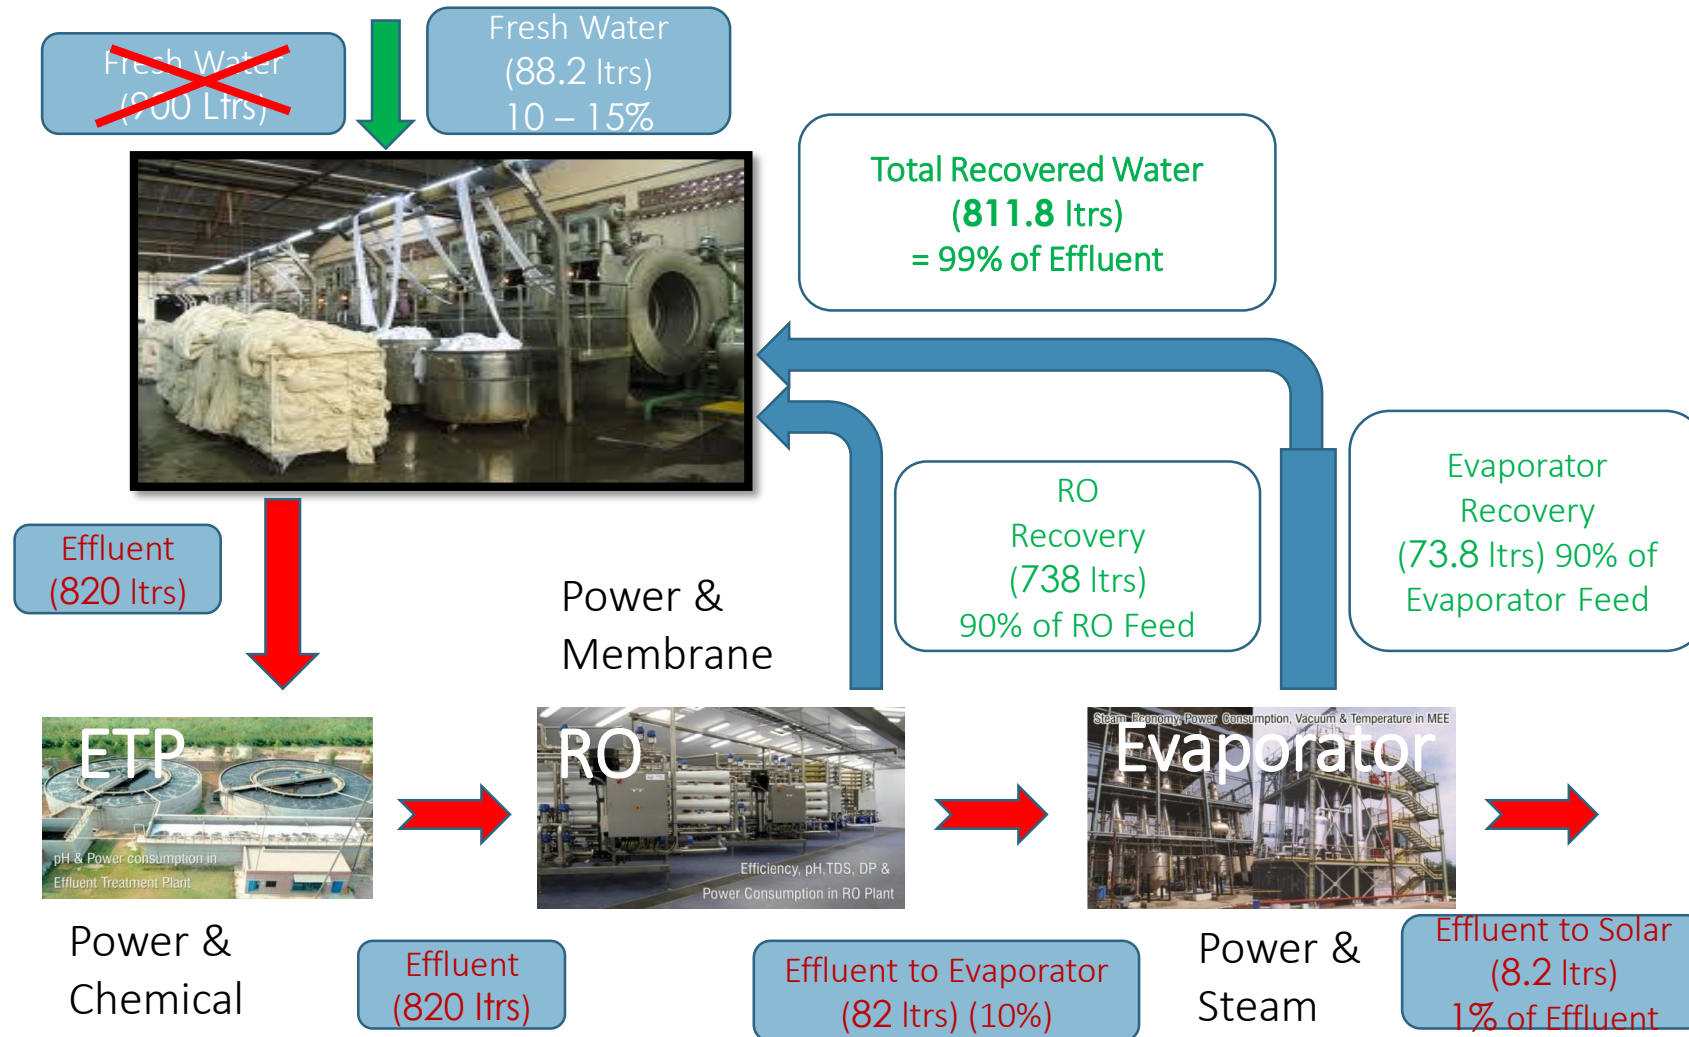 Fresh Water
(900 Ltrs)
Fresh Water
(88.2 ltrs)
10 – 15%
Total Recovered Water
(811.8 ltrs)
= 99% of Effluent
Evaporator
Recovery
(73.8 ltrs) 90% of
Evaporator Feed
RO
Recovery
(738 ltrs)
90% of RO Feed
Effluent
(820 ltrs)
Power &
Membrane
ETP
pH & Power consumption in
Effluent Treatment Plant
RO
Efficiency, pH,TDS, DP &
Power Consumption in RO Plant
Steam Economy, Power Consumption, Vacuum & Temperature in MEE
Evaporator
Power &
Chemical
Effluent
(820 ltrs)
Effluent to Evaporator
(82 ltrs) (10%)
Power &
Steam
Effluent to Solar
(8.2 ltrs)
1% of Effluent